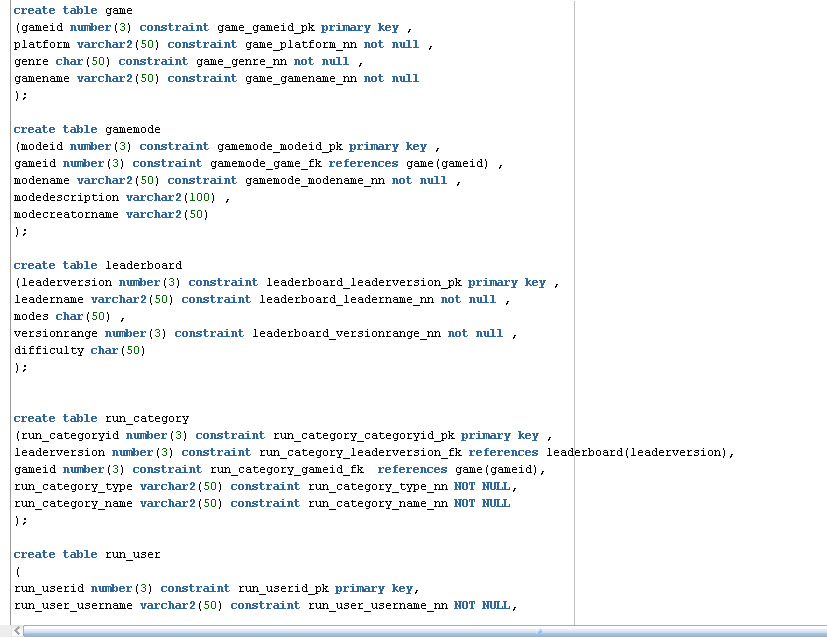 create table game
(gameid number(3) constraint game_gameid_pk primary key ,
platform varchar2(50) constraint game_platform_nn not null ,
genre char(50) constraint game_genre_nn not null ,
gamename varchar2(50) constraint game_gamename_nn not null
);
create table gamemode
(modeid number(3) constraint gamemode_modeid_pk primary key ,
gameid number(3) constraint gamemode_game_fk references game(gameid) ,
modename varchar2(50) constraint gamemode_modename_nn not null ,
modedescription varchar2(100) ,
modecreatorname varchar2(50)
);
create table leaderboard
(leaderversion number(3) constraint leaderboard_leaderversion_pk primary key ,
leadername varchar2(50) constraint leaderboard_leadername_nn not null ,
modes char(50) ,
versionrange number(3) constraint leaderboard_versionrange_nn not null ,
difficulty char(50)
);
create table run_category
(run_categoryid number(3) constraint run_category_categoryid_pk primary key ,
leaderversion number(3) constraint run_category_leaderversion_fk references leaderboard(leaderversion),
gameid number(3) constraint run_category_gameid_fk  references game(gameid),
run_category_type varchar2(50) constraint run_category_type_nn NOT NULL,
run_category_name varchar2(50) constraint run_category_name_nn NOT NULL
);
create table run_user
(
run_userid number(3) constraint run_userid_pk primary key,
run_user_username varchar2(50) constraint run_user_username_nn NOT NULL,